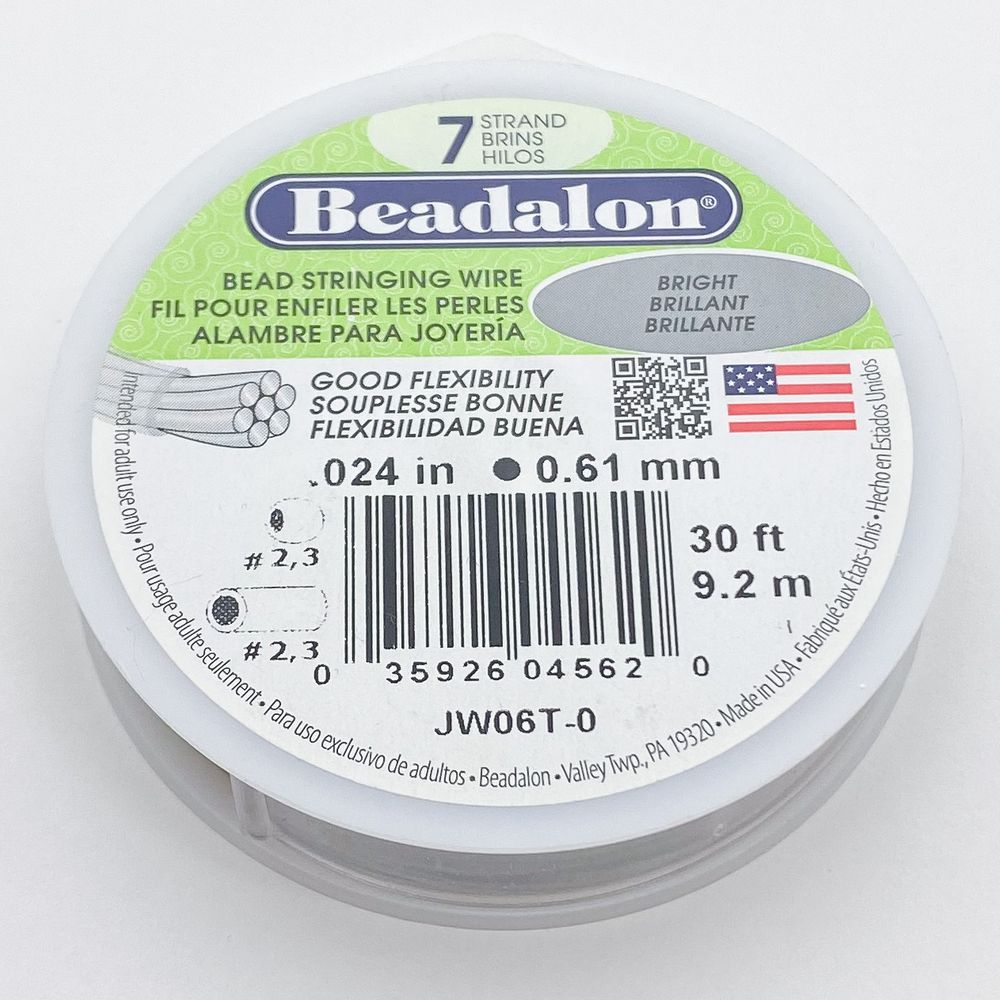 7 STRAND
BRINS
HILOS
Beadalon®
BEAD STRINGING WIRE
FIL POUR ENFILER LES PERLES
ALAMBRE PARA JOYERÍA
BRIGHT
BRILLANT
BRILLANTE
GOOD FLEXIBILITY
SOUPLESSE BONNE
FLEXIBILIDAD BUENA
.024 in ● 0.61 mm
# 2,3
# 2,3
30 ft
9.2 m
0 35926 04562 0
JW06T-0
Intended for adult use only • Pour usage adulte seulement • Para uso exclusivo de adultos • Beadalon • Valley Twp., PA 19320 • Made in USA • Fabriqué aux États-Unis • Hecho en Estados Unidos